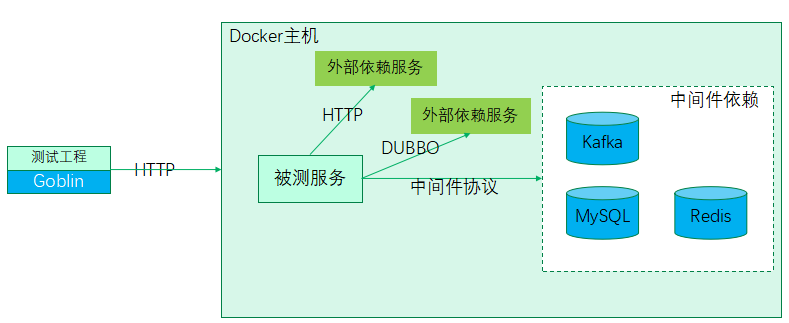 Docker主机
外部依赖服务
中间件依赖
HTTP
外部依赖服务
Kafka
测试工程
DUBBO
HTTP
Goblin
被测服务
中间件协议
MySQL
Redis